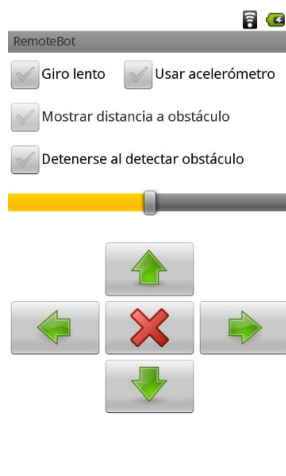 RemoteBot
Giro lento Usar acelerómetro
Mostrar distancia a obstáculo
Detenerse al detectar obstáculo